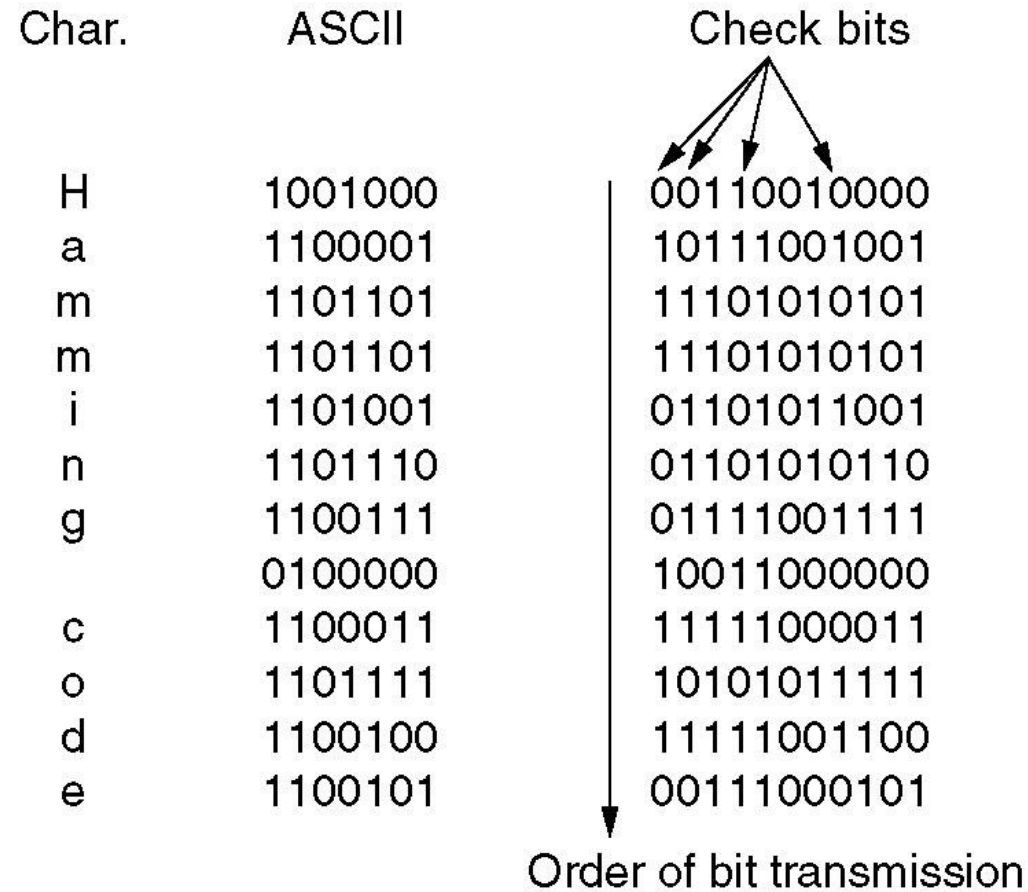 Char. ASCII Check bits
H 1001000 00110010000
a 1100001 10111001001
m 1101101 11101010101
m 1101101 11101010101
i 1101001 01101011001
n 1101110 01101010110
g 1100111 01111001111
0100000 10011000000
c 1100011 11111000011
o 1101111 10101011111
d 1100100 11111001100
e 1100101 00111000101
Order of bit transmission